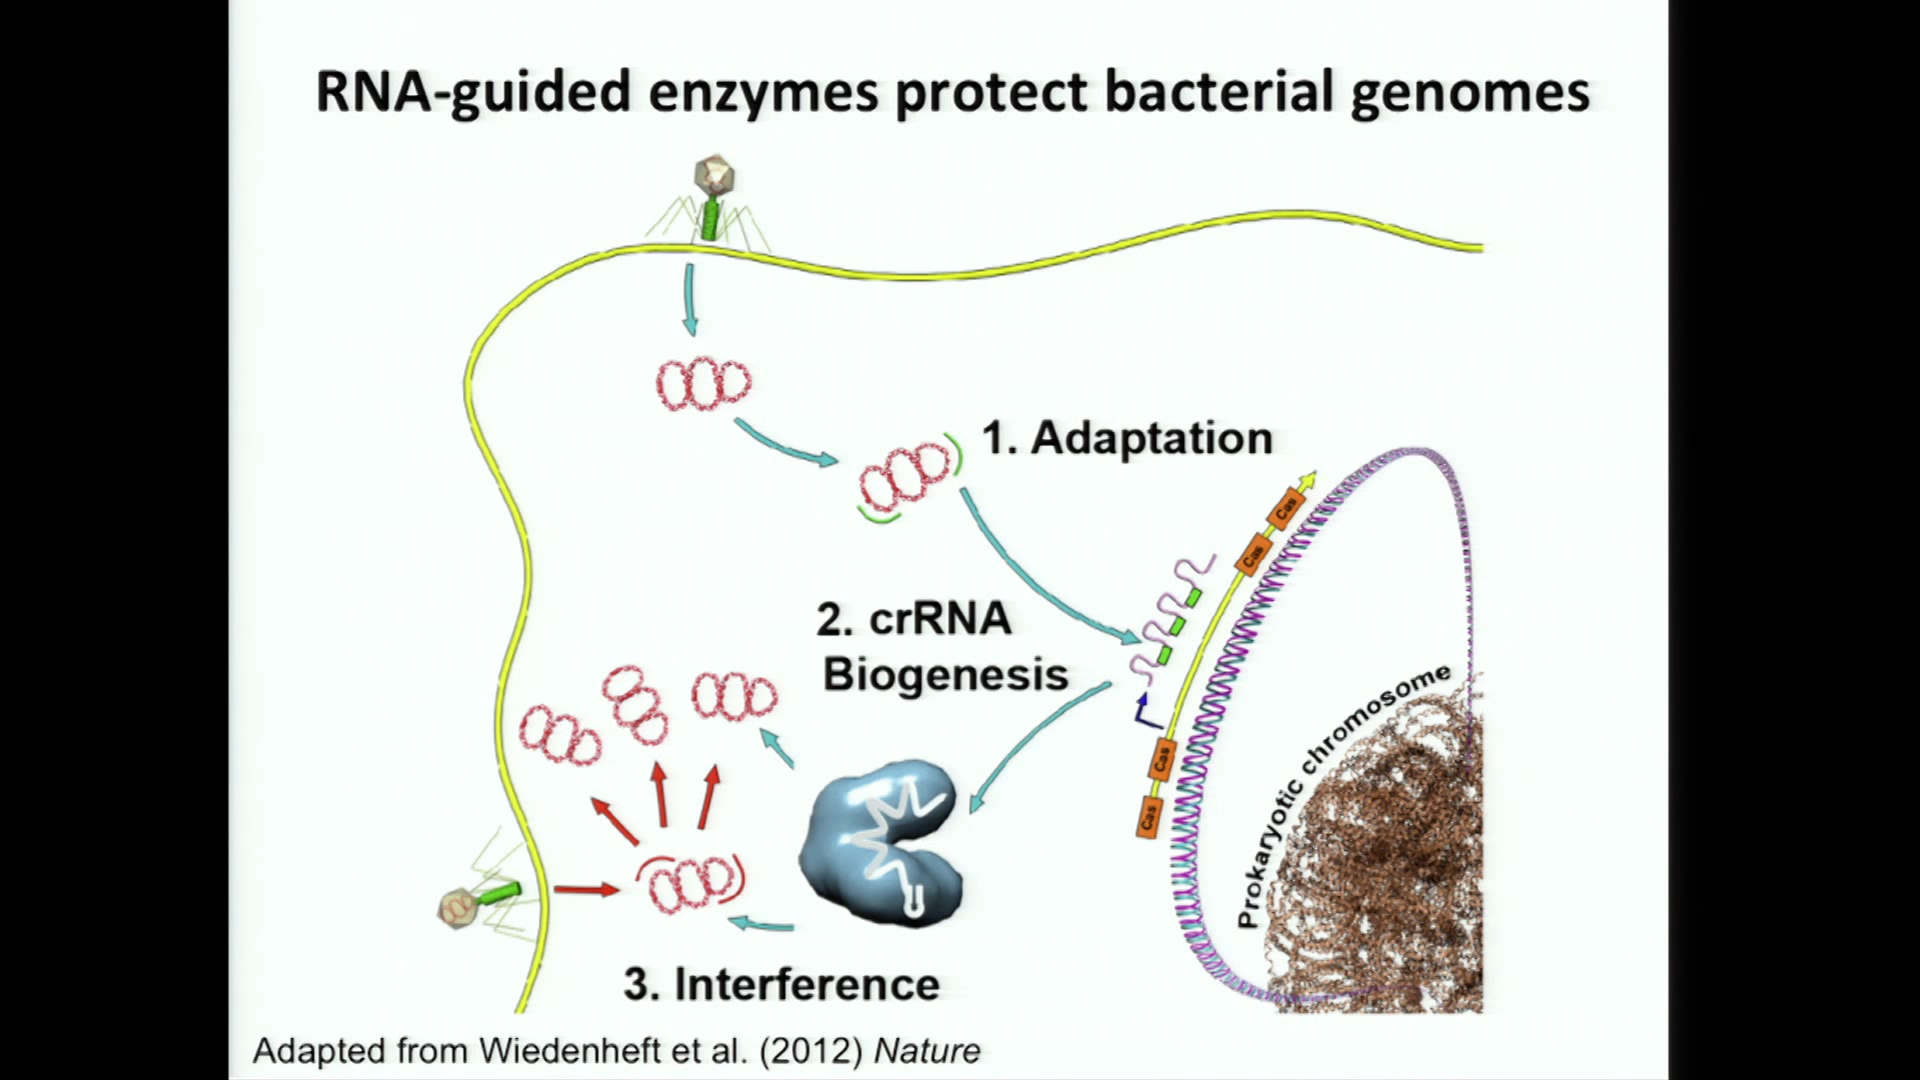 RNA-guided enzymes protect bacterial genomes
1. Adaptation
Cas
Cas
2. crRNA
Biogenesis
Prokaryotic chromosome
Cas
Cas
3. Interference
Adapted from Wiedenheft et al. (2012) Nature